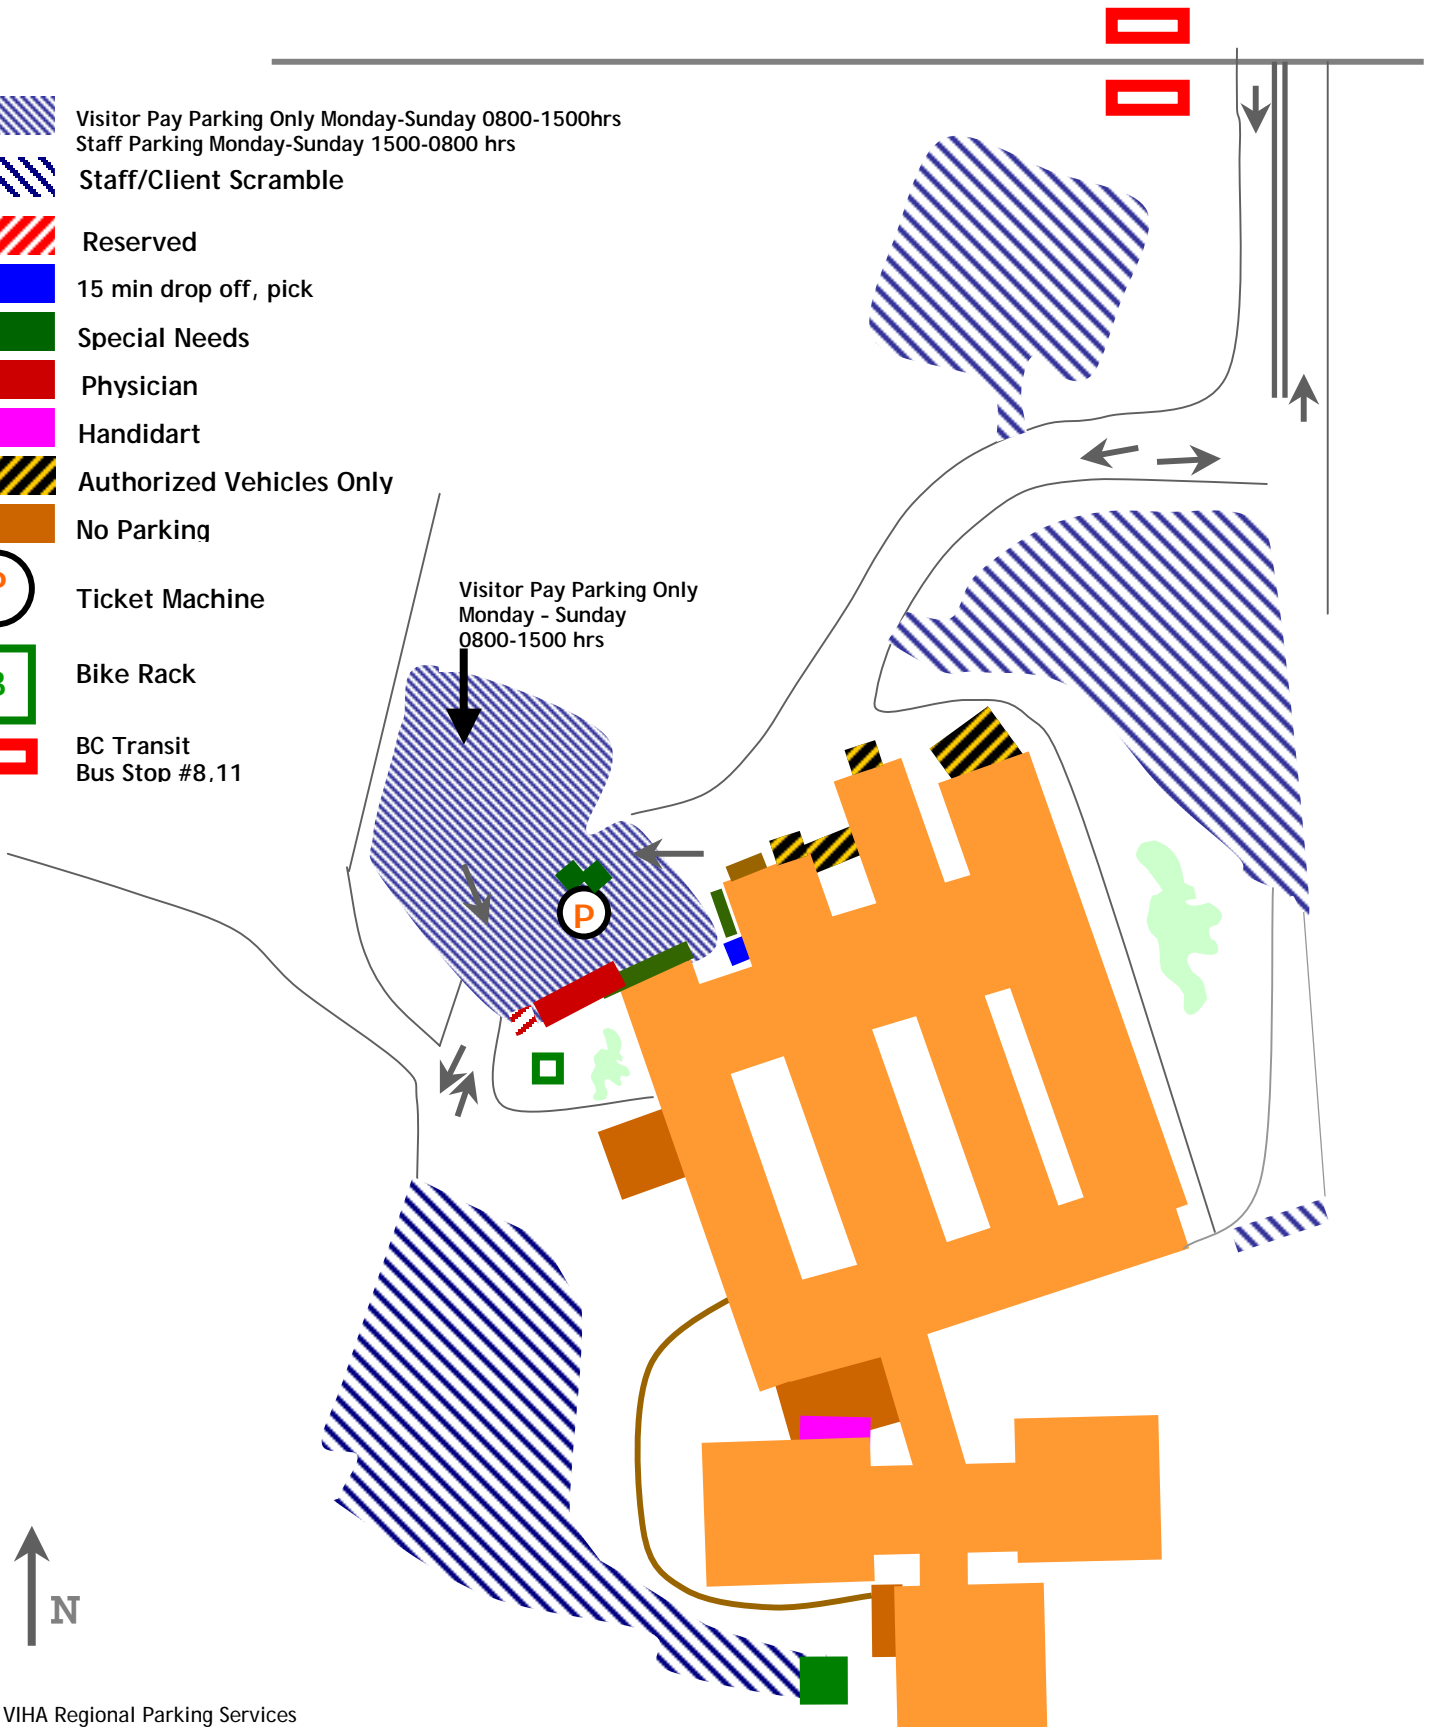 Visitor Pay Parking Only Monday-Sunday 0800-1500hrs
Staff Parking Monday-Sunday 1500-0800 hrs
Staff/Client Scramble
Reserved
15 min drop off, pick
Special Needs
Physician
Handidart
Authorized Vehicles Only
No Parking
Ticket Machine
Bike Rack
BC Transit
Bus Stop #8,11
Visitor Pay Parking Only
Monday - Sunday
0800-1500 hrs
P
N
VIHA Regional Parking Services